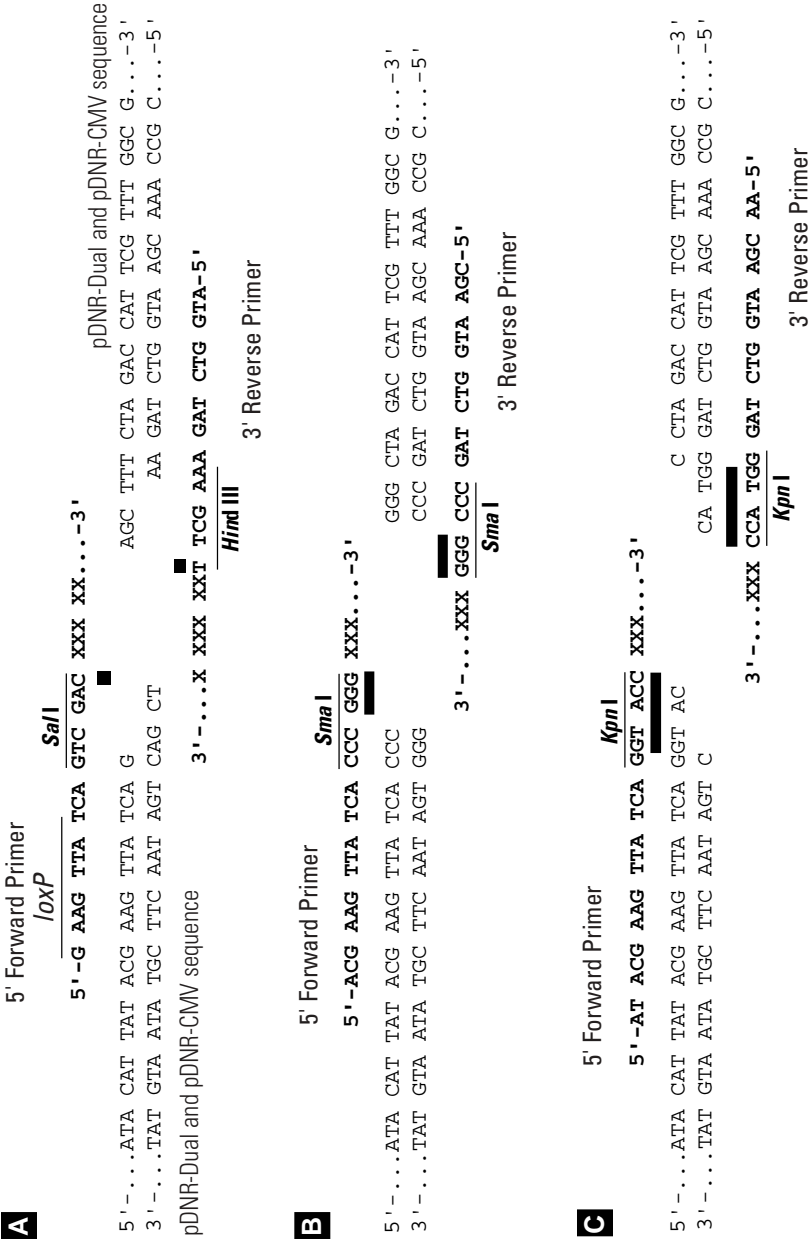 A
5' Forward Primer
loxP
Sal I
5'-G AAG TTA TCA GTC GAC XXX XX...-3'
pDNR-Dual and pDNR-CMV sequence
5'-...ATA CAT TAT ACG AAG TTA TCA G AGC TTT CTA GAC CAT TCG TTT GGC G...-3'
3'-...TAT GTA ATA TGC TTC AAT AGT CAG CT AA GAT CTG GTA AGC AAA CCG C...-5'
pDNR-Dual and pDNR-CMV sequence
3'-...X XXX XXT TCG AAA GAT CTG GTA-5'
Hind III
3' Reverse Primer
B
5' Forward Primer
Sma I
5'-ACG AAG TTA TCA CCC GGG XXX...-3'
5'-...ATA CAT TAT ACG AAG TTA TCA CCC GGG CTA GAC CAT TCG TTT GGC G...-3'
3'-...TAT GTA ATA TGC TTC AAT AGT GGG CCC GAT CTG GTA AGC AAA CCG C...-5'
3'-...XXX GGG CCC GAT CTG GTA AGC-5'
Sma I
3' Reverse Primer
C
5' Forward Primer
Kpn I
5'-AT ACG AAG TTA TCA GGT ACC XXX...-3'
5'-...ATA CAT TAT ACG AAG TTA TCA GGT AC C CTA GAC CAT TCG TTT GGC G...-3'
3'-...TAT GTA ATA TGC TTC AAT AGT C CA TGG GAT CTG GTA AGC AAA CCG C...-5'
3'-...XXX CCA TGG GAT CTG GTA AGC AA-5'
Kpn I
3' Reverse Primer